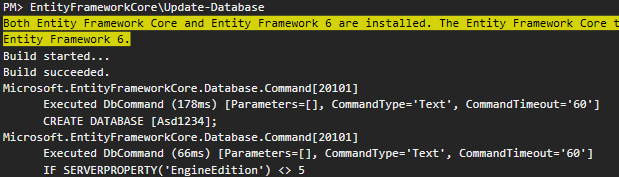 PM> EntityFrameworkCore\Update-Database
Both Entity Framework Core and Entity Framework 6 are installed. The Entity Framework Core t
Entity Framework 6.
Build started...
Build succeeded.
Microsoft.EntityFrameworkCore.Database.Command[20101]
Executed DbCommand (178ms) [Parameters=[], CommandType='Text', CommandTimeout='60']
CREATE DATABASE [Asd1234];
Microsoft.EntityFrameworkCore.Database.Command[20101]
Executed DbCommand (66ms) [Parameters=[], CommandType='Text', CommandTimeout='60']
IF SERVERPROPERTY('EngineEdition') <> 5